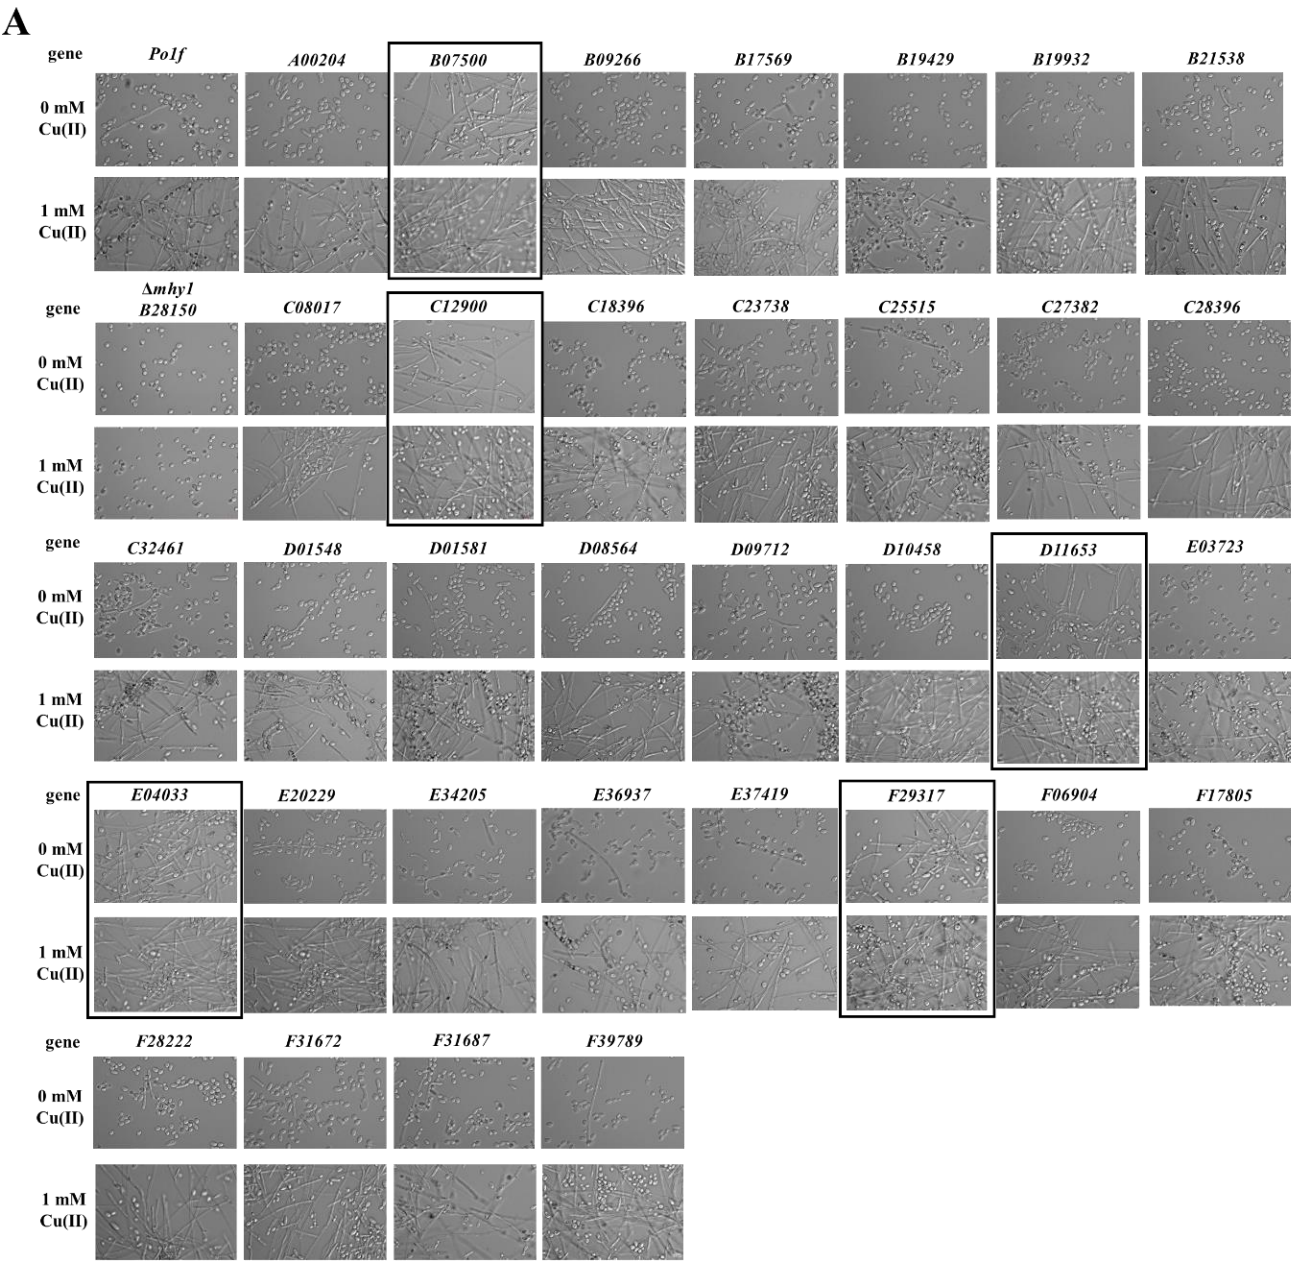 A
gene Po1f A00204 B07500 B09266 B17569 B19429 B19932 B21538
0 mM
Cu(II)
1 mM
Cu(II)
Δmhy1
gene B28150 C08017 C12900 C18396 C23738 C25515 C27382 C28396
0 mM
Cu(II)
1 mM
Cu(II)
gene C32461 D01548 D01581 D08564 D09712 D10458 D11653 E03723
0 mM
Cu(II)
1 mM
Cu(II)
gene E04033 E20229 E34205 E36937 E37419 F29317 F06904 F17805
0 mM
Cu(II)
1 mM
Cu(II)
gene F28222 F31672 F31687 F39789
0 mM
Cu(II)
1 mM
Cu(II)